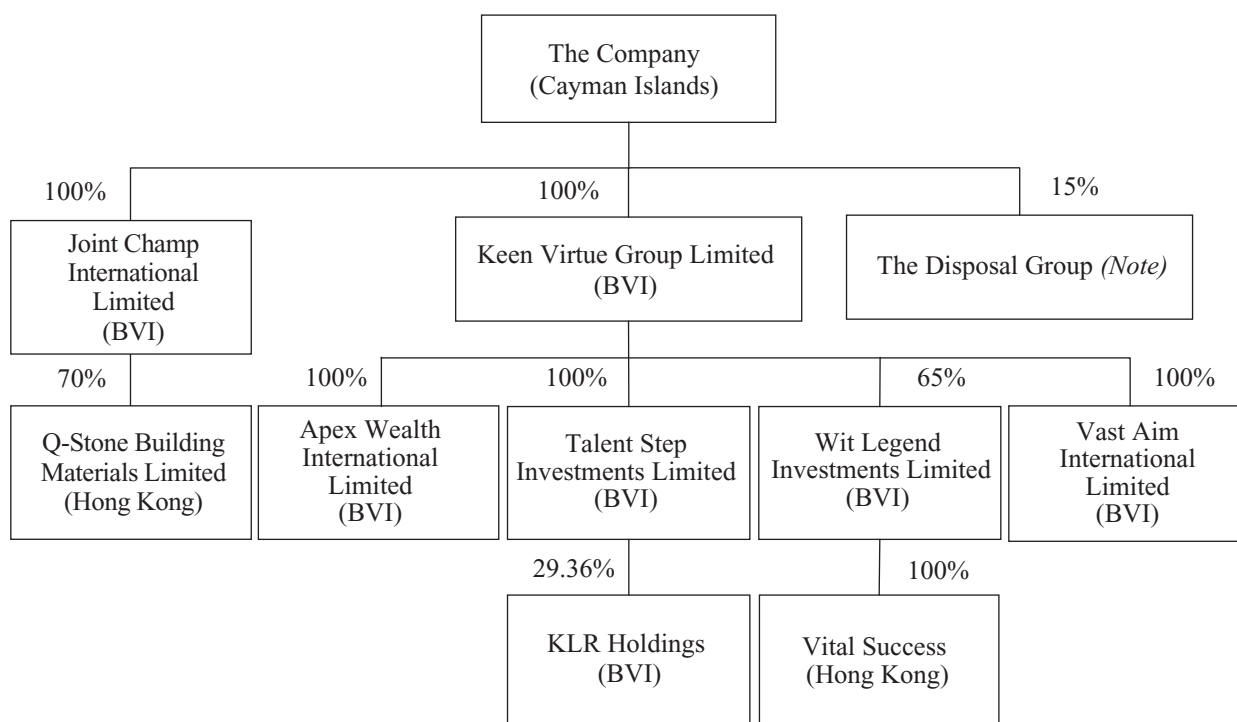 The Company
(Cayman Islands)
100%
100%
15%
Joint Champ
International
Limited
(BVI)
Keen Virtue Group Limited
(BVI)
The Disposal Group (Note)
70%
100%
100%
65%
100%
Q-Stone Building
Materials Limited
(Hong Kong)
Apex Wealth
International
Limited
(BVI)
Talent Step
Investments Limited
(BVI)
Wit Legend
Investments Limited
(BVI)
Vast Aim
International
Limited
(BVI)
29.36%
100%
KLR Holdings
(BVI)
Vital Success
(Hong Kong)